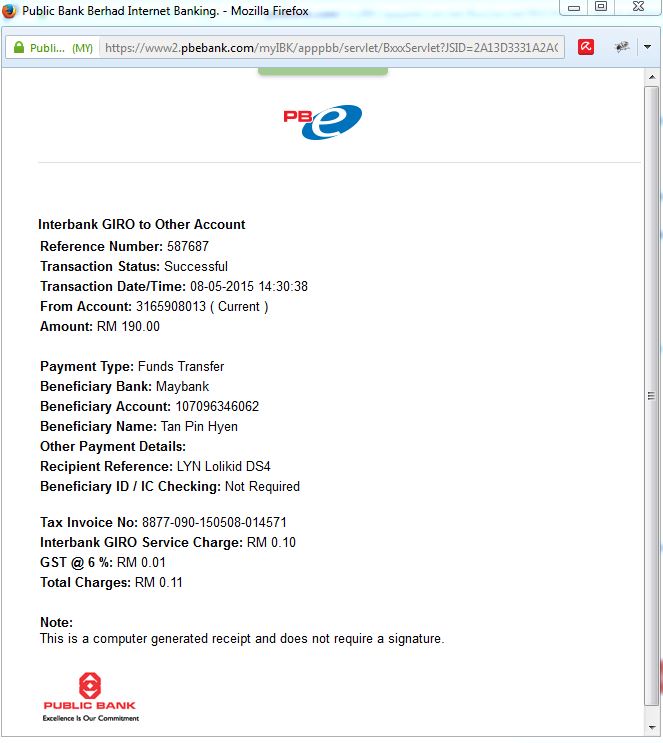 Public Bank Berhad Internet Banking. - Mozilla Firefox
Publi... (MY) https://www2.pbebank.com/myIBK/apppbb/servlet/BxxxServlet?JSID=2A13D3331A2AC
PBe
Interbank GIRO to Other Account
Reference Number: 587687
Transaction Status: Successful
Transaction Date/Time: 08-05-2015 14:30:38
From Account: 3165908013 ( Current )
Amount: RM 190.00
Payment Type: Funds Transfer
Beneficiary Bank: Maybank
Beneficiary Account: 107096346062
Beneficiary Name: Tan Pin Hyen
Other Payment Details:
Recipient Reference: LYN Lolikid DS4
Beneficiary ID / IC Checking: Not Required
Tax Invoice No: 8877-090-150508-014571
Interbank GIRO Service Charge: RM 0.10
GST @ 6 %: RM 0.01
Total Charges: RM 0.11
Note:
This is a computer generated receipt and does not require a signature.
PUBLIC BANK
Excellence Is Our Commitment